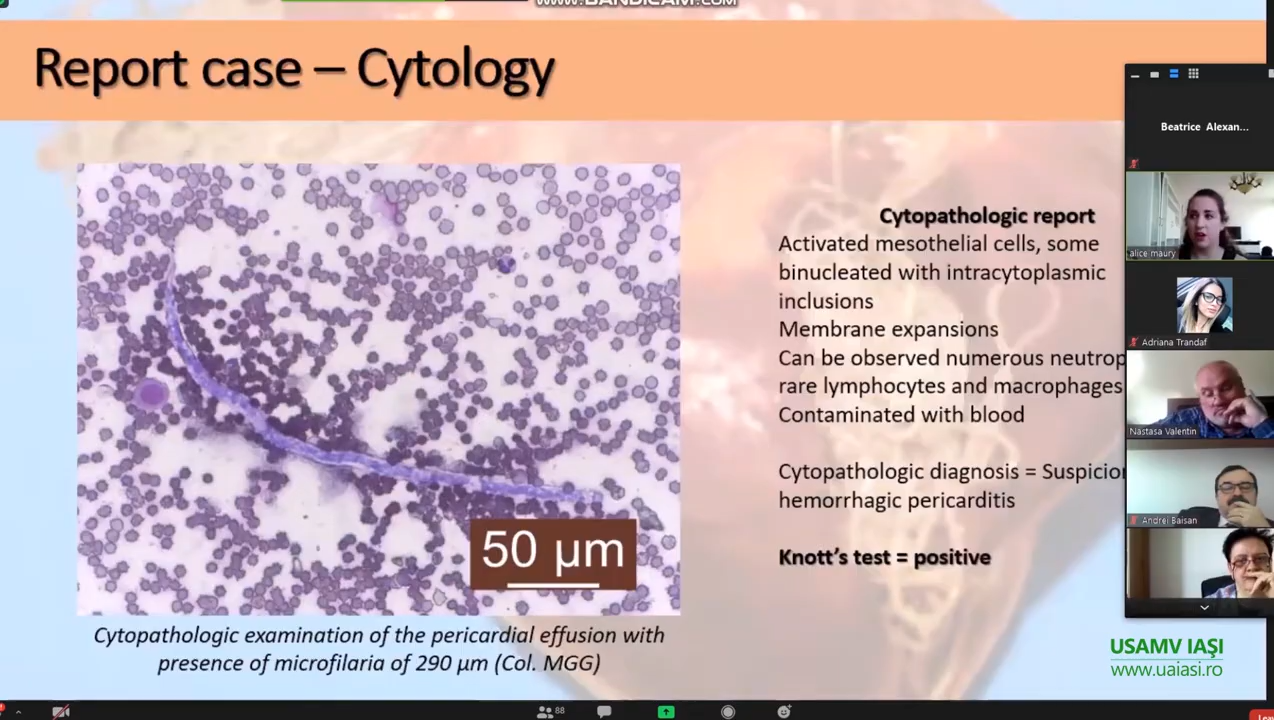 www.BANDICAM.com
Report case – Cytology
50 µm
Cytopathologic examination of the pericardial effusion with
presence of microfilaria of 290 µm (Col. MGG)
Cytopathologic report
Activated mesothelial cells, some
binucleated with intracytoplasmic
inclusions
Membrane expansions
Can be observed numerous neutrop
rare lymphocytes and macrophages
Contaminated with blood
Cytopathologic diagnosis = Suspicion
hemorrhagic pericarditis
Knott's test = positive
Beatrice Alexan...
alice maury
Adriana Trandaf
Nastasa Valentin
Andrei Baisan
USAMV IAŞI
www.uaiasi.ro
88